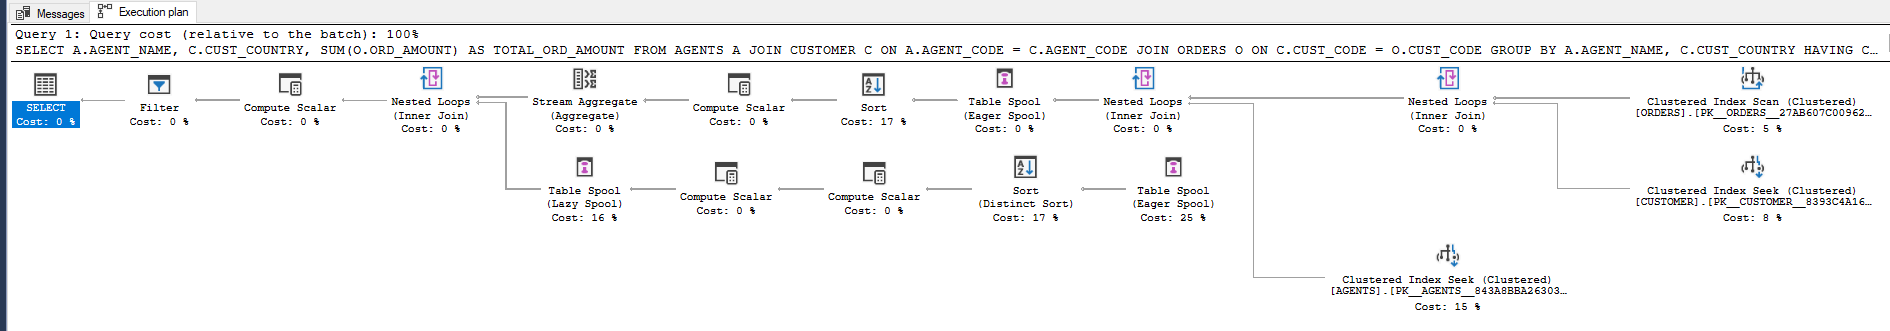 Messages
Execution plan
Query 1: Query cost (relative to the batch): 100%
SELECT A.AGENT_NAME, C.CUST_COUNTRY, SUM(O.ORD_AMOUNT) AS TOTAL_ORD_AMOUNT FROM AGENTS A JOIN CUSTOMER C ON A.AGENT_CODE = C.AGENT_CODE JOIN ORDERS O ON C.CUST_CODE = O.CUST_CODE GROUP BY A.AGENT_NAME, C.CUST_COUNTRY HAVING C…
SELECT
Cost: 0 %
Filter
Cost: 0 %
Compute Scalar
Cost: 0 %
Nested Loops
(Inner Join)
Cost: 0 %
Stream Aggregate
(Aggregate)
Cost: 0 %
Compute Scalar
Cost: 0 %
Sort
Cost: 17 %
Table Spool
(Eager Spool)
Cost: 0 %
Nested Loops
(Inner Join)
Cost: 0 %
Nested Loops
(Inner Join)
Cost: 0 %
Clustered Index Scan (Clustered)
[ORDERS].[PK__ORDERS__27AB607C00962…
Cost: 5 %
Table Spool
(Lazy Spool)
Cost: 16 %
Compute Scalar
Cost: 0 %
Compute Scalar
Cost: 0 %
Sort
(Distinct Sort)
Cost: 17 %
Table Spool
(Eager Spool)
Cost: 25 %
Clustered Index Seek (Clustered)
[CUSTOMER].[PK__CUSTOMER__8393C4A16…
Cost: 8 %
Clustered Index Seek (Clustered)
[AGENTS].[PK__AGENTS__843A8BBA26303…
Cost: 15 %